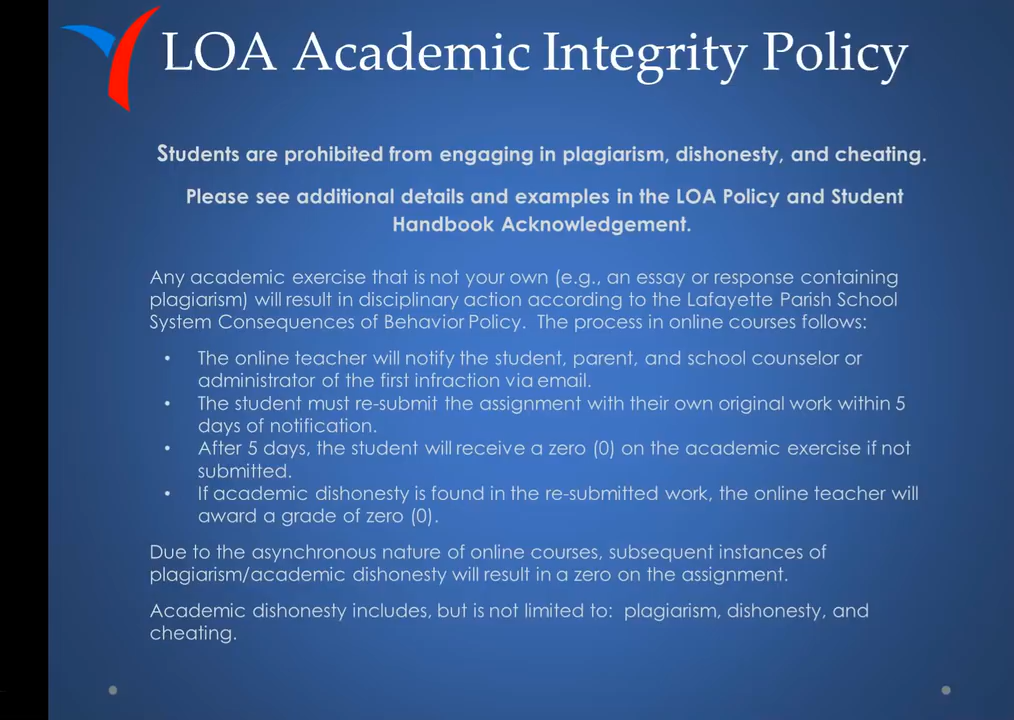 LOA Academic Integrity Policy
Students are prohibited from engaging in plagiarism, dishonesty, and cheating.
Please see additional details and examples in the LOA Policy and Student
Handbook Acknowledgement.
Any academic exercise that is not your own (e.g., an essay or response containing
plagiarism) will result in disciplinary action according to the Lafayette Parish School
System Consequences of Behavior Policy.  The process in online courses follows:
• The online teacher will notify the student, parent, and school counselor or
administrator of the first infraction via email.
• The student must re-submit the assignment with their own original work within 5
days of notification.
• After 5 days, the student will receive a zero (0) on the academic exercise if not
submitted.
• If academic dishonesty is found in the re-submitted work, the online teacher will
award a grade of zero (0).
Due to the asynchronous nature of online courses, subsequent instances of
plagiarism/academic dishonesty will result in a zero on the assignment.
Academic dishonesty includes, but is not limited to:  plagiarism, dishonesty, and
cheating.